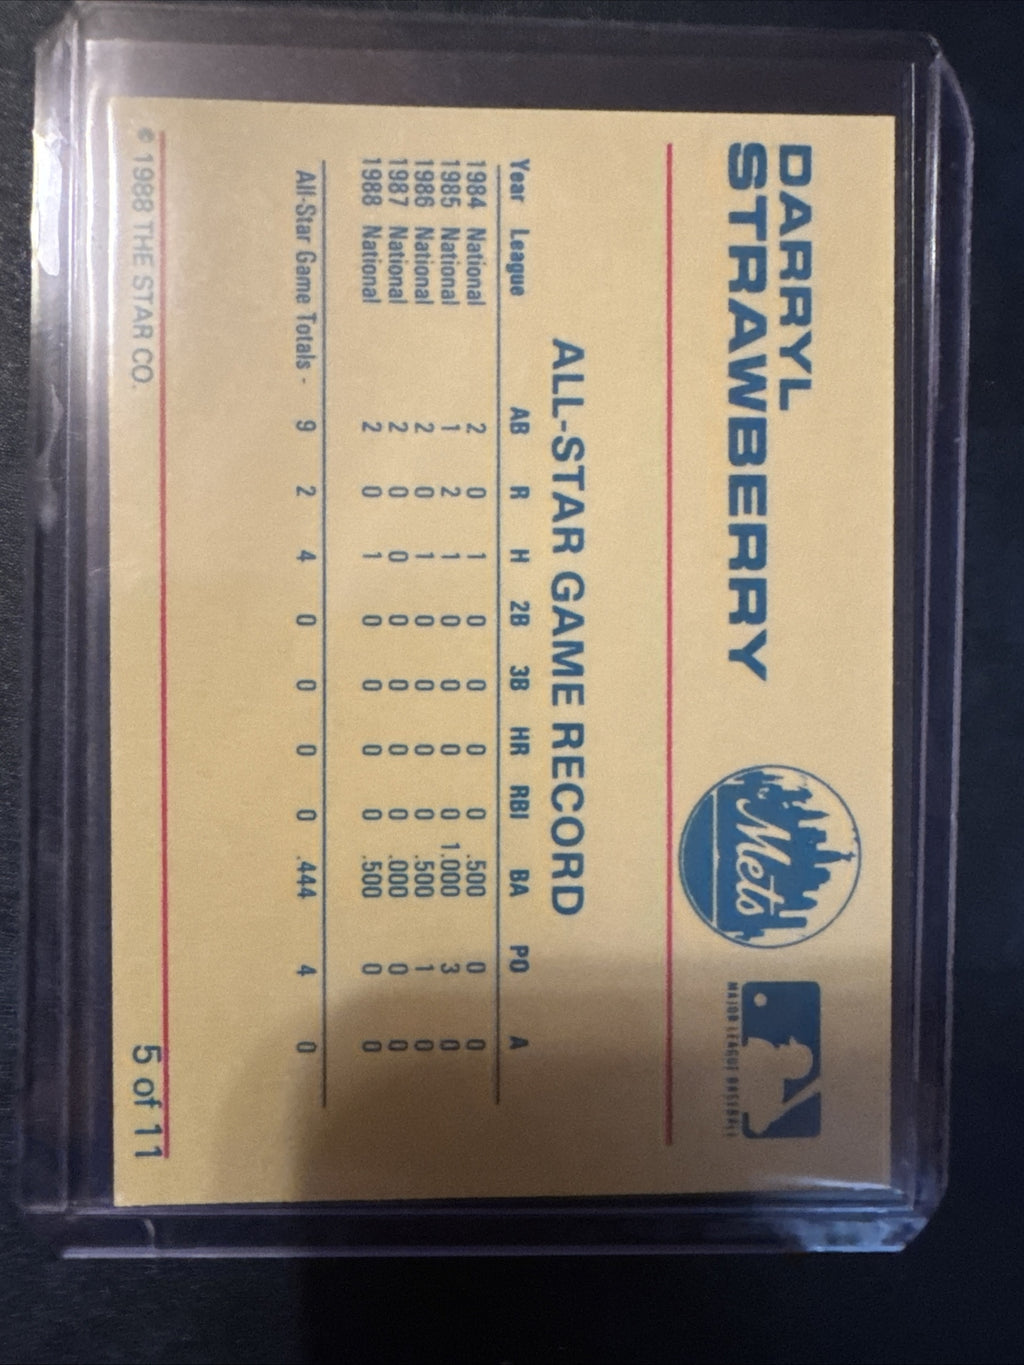 DARRYL
STRAWBERRY
Mets
MAJOR LEAGUE BASEBALL
ALL-STAR GAME RECORD
Year League AB R H 2B 3B HR RBI BA PO A
1984 National 2 0 1 0 0 0 0 .500 0 0
1985 National 1 2 1 0 0 0 0 1.000 3 0
1986 National 2 0 1 0 0 0 0 .500 1 0
1987 National 2 0 0 0 0 0 0 .000 0 0
1988 National 2 0 1 0 0 0 0 .500 0 0
All-Star Game Totals - 9 2 4 0 0 0 0 .444 4 0
© 1988 THE STAR CO. 5 of 11